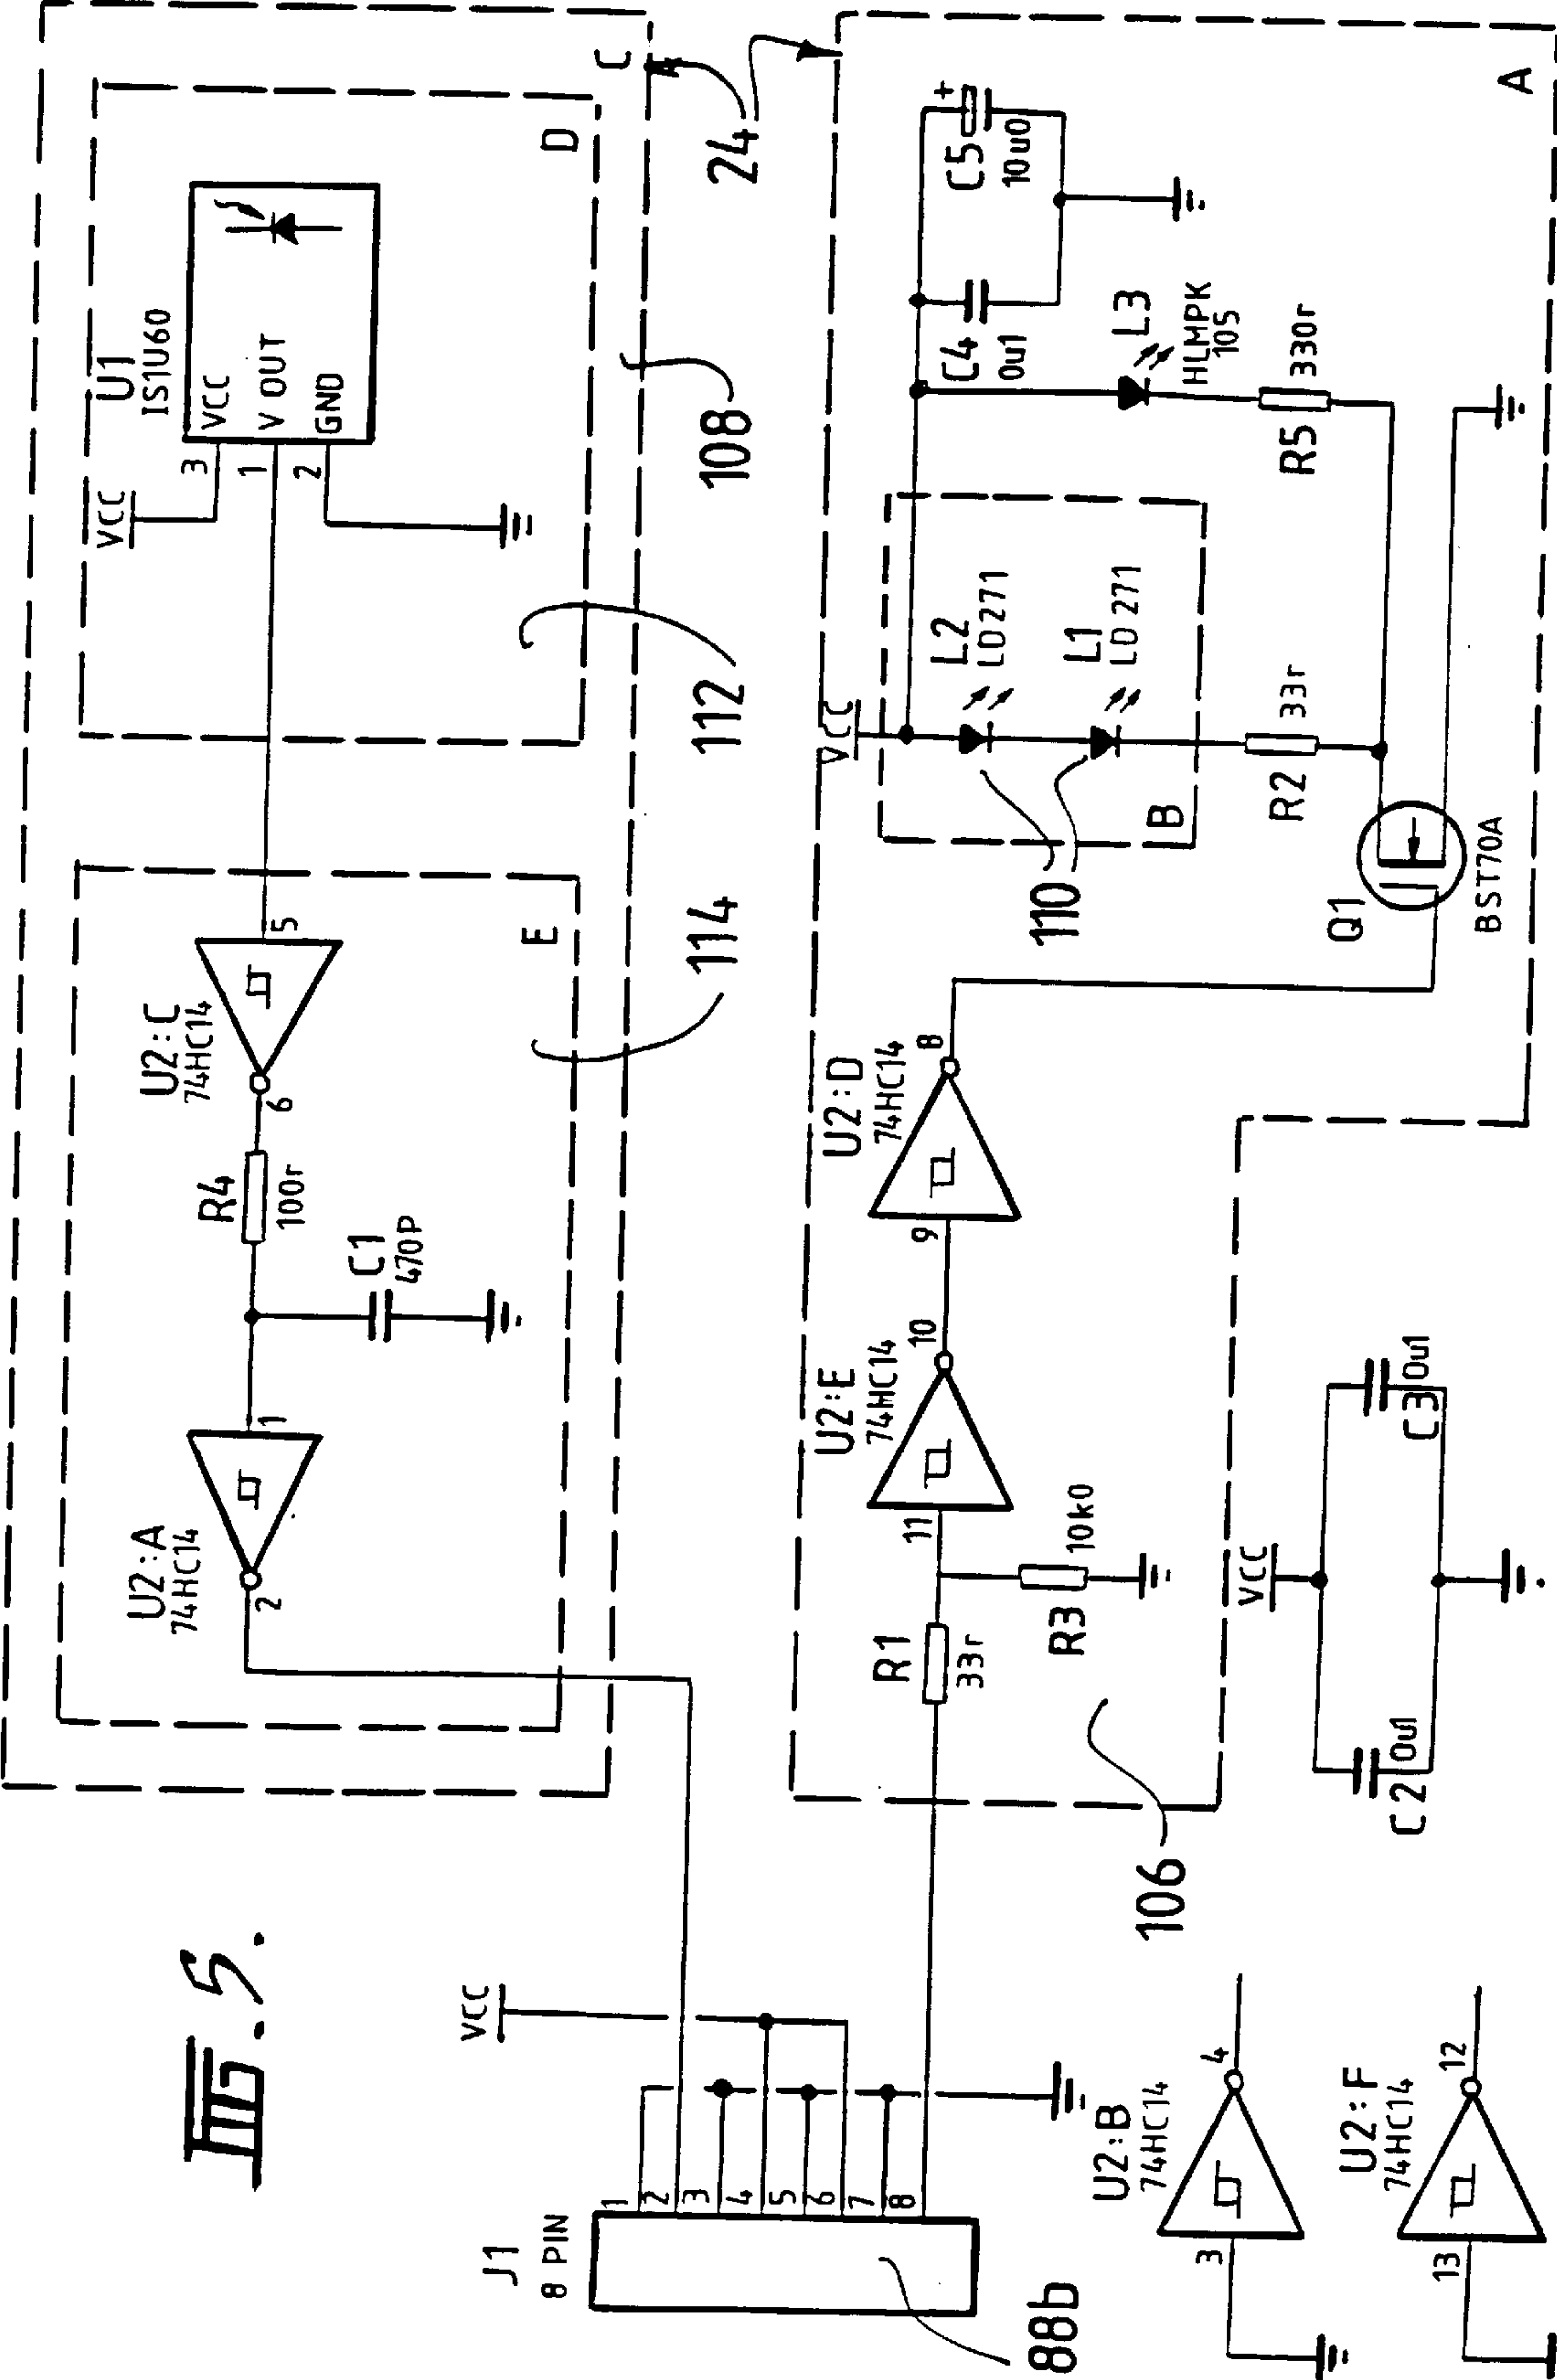 FIG. 5.
U1
IS1U60
VCC
V OUT
GND
3
1
2
VCC
D
C
24
A
108
112
114
U2:C
74HC14
5
6
E
R4
100r
C1
470P
U2:A
74HC14
1
2
C5
+
10u0
C4
0u1
L3
HLMPK
105
R5
330r
VCC
L2
LD271
L1
LD271
B
110
R2
33r
Q1
BST70A
U2:D
74HC14
8
9
U2:E
74HC14
10
11
R1
33r
R3
10k0
106
VCC
C3
0u1
C2
0u1
VCC
J1
8 PIN
1
2
3
4
5
6
7
8
88b
U2:B
74HC14
3
4
U2:F
74HC14
13
12